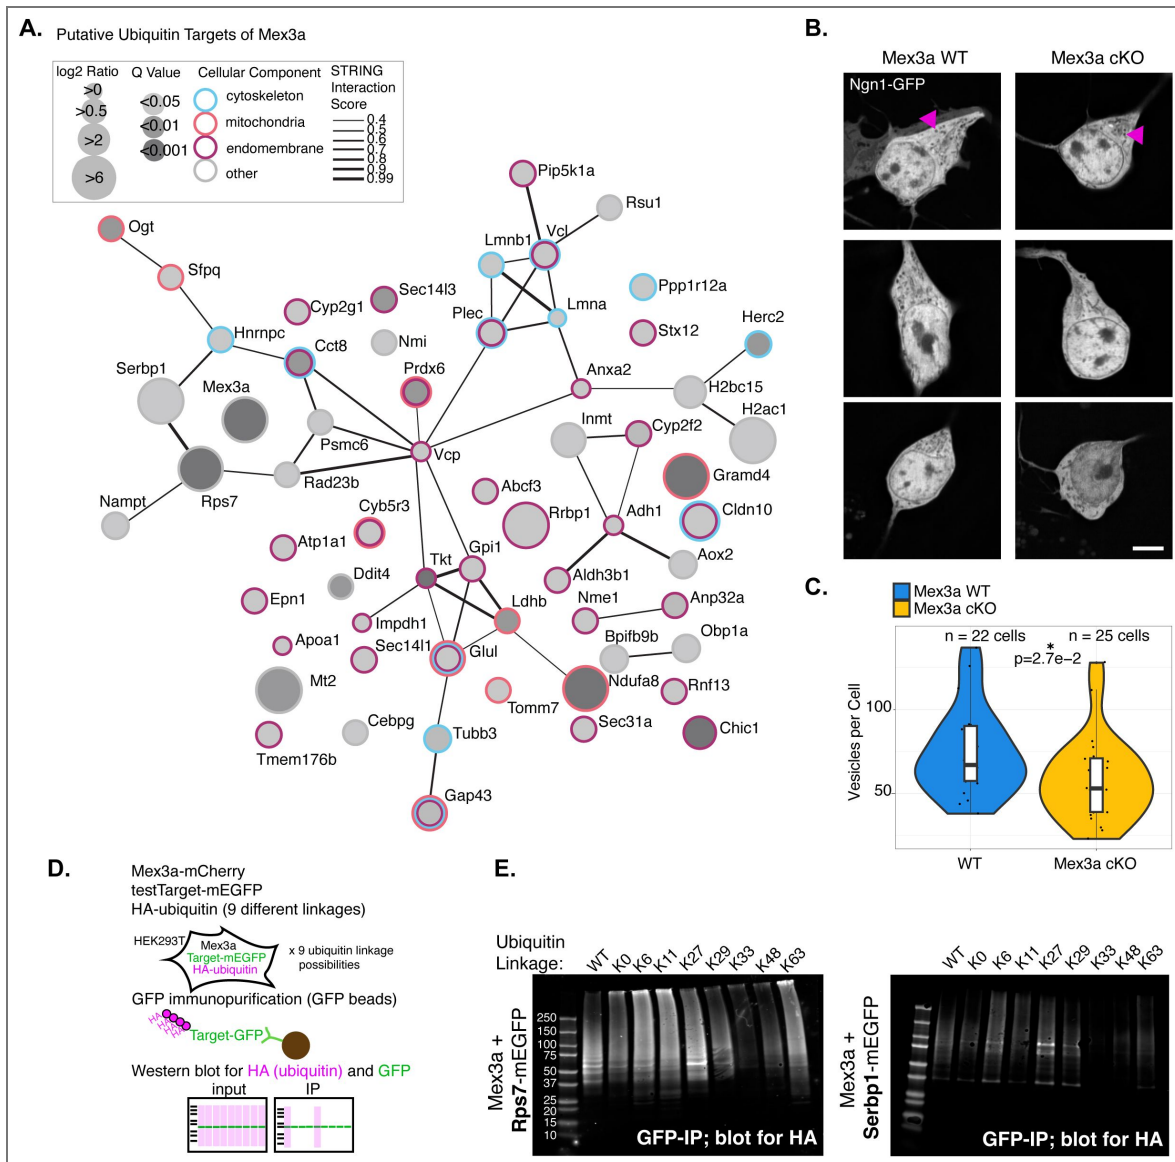 A.
Putative Ubiquitin Targets of Mex3a
log2 Ratio
>0
>0.5
>2
>6
Q Value
<0.05
<0.01
<0.001
Cellular Component
cytoskeleton
mitochondria
endomembrane
other
STRING
Interaction
Score
0.4
0.5
0.6
0.7
0.8
0.9
0.99
Pip5k1a
Rsu1
Ogt
Lmnb1
Vcl
Sfpq
Sec14l3
Ppp1r12a
Cyp2g1
Plec
Lmna
Herc2
Hnrnpc
Stx12
Cct8
Nmi
Serbp1
Prdx6
Mex3a
Anxa2
H2bc15
H2ac1
Inmt
Cyp2f2
Psmc6
Vcp
Gramd4
Rad23b
Abcf3
Nampt
Rps7
Cyb5r3
Rrbp1
Adh1
Cldn10
Atp1a1
Gpi1
Tkt
Aox2
Ddit4
Aldh3b1
Epn1
Ldhb
Nme1
Anp32a
Impdh1
Apoa1
Sec14l1
Glul
Bpifb9b
Obp1a
Mt2
Ndufa8
Rnf13
Tomm7
Cebpg
Tubb3
Sec31a
Chic1
Tmem176b
Gap43
B.
Mex3a WT
Mex3a cKO
Ngn1-GFP
C.
Mex3a WT
Mex3a cKO
n = 22 cells
n = 25 cells
*
p=2.7e−2
Vesicles per Cell
100
50
WT
Mex3a cKO
D.
Mex3a-mCherry
testTarget-mEGFP
HA-ubiquitin (9 different linkages)
HEK293T
Mex3a
Target-mEGFP
HA-ubiquitin
x 9 ubiquitin linkage
possibilities
GFP immunopurification (GFP beads)
HA
HA
HA
HA
Target-GFP
Western blot for HA (ubiquitin) and GFP
input
IP
E.
Ubiquitin
Linkage:
WT
K0
K6
K11
K27
K29
K33
K48
K63
Mex3a +
Rps7-mEGFP
250
150
100
75
50
37
25
20
15
10
GFP-IP; blot for HA
WT
K0
K6
K11
K27
K29
K33
K48
K63
Mex3a +
Serbp1-mEGFP
GFP-IP; blot for HA